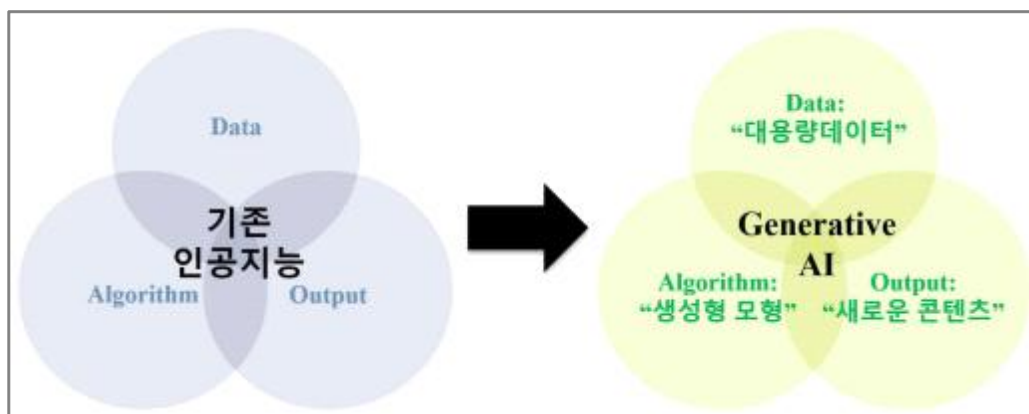 Data
기존
인공지능
Algorithm
Output
Data:
“대용량데이터”
Generative
AI
Algorithm:
“생성형 모형”
Output:
“새로운 콘텐츠”